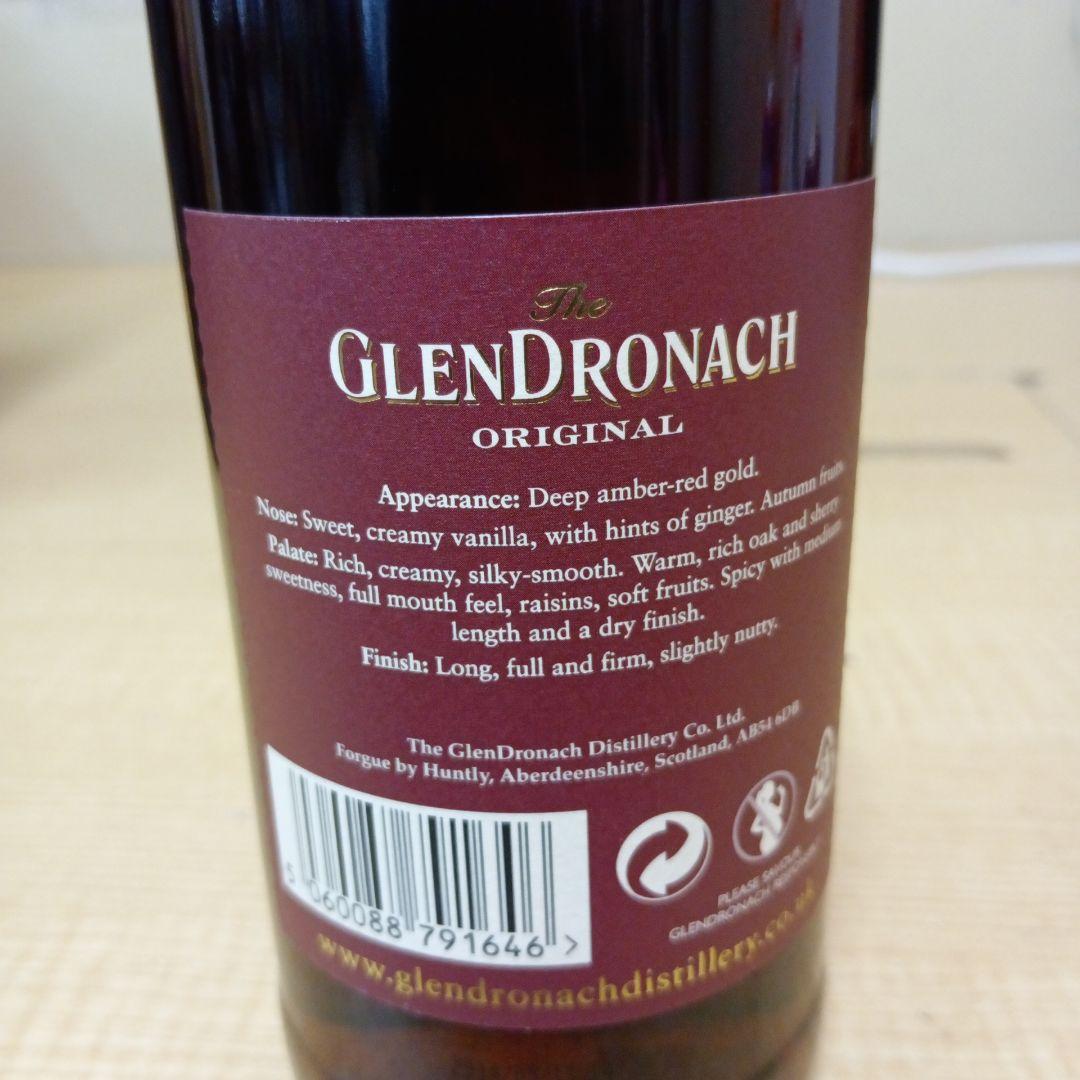 The
GLENDRONACH
ORIGINAL
Appearance: Deep amber-red gold.
Nose: Sweet, creamy vanilla, with hints of ginger. Autumn fruits.
Palate: Rich, creamy, silky-smooth. Warm, rich oak and sherry
sweetness, full mouth feel, raisins, soft fruits. Spicy with medium
length and a dry finish.
Finish: Long, full and firm, slightly nutty.
The GlenDronach Distillery Co. Ltd.
Forgue by Huntly, Aberdeenshire, Scotland, AB54 6DB
5 060088 791646 >
PLEASE SAVOUR
GLENDRONACH RESPONSIBLY
www.glendronachdistillery.co.uk